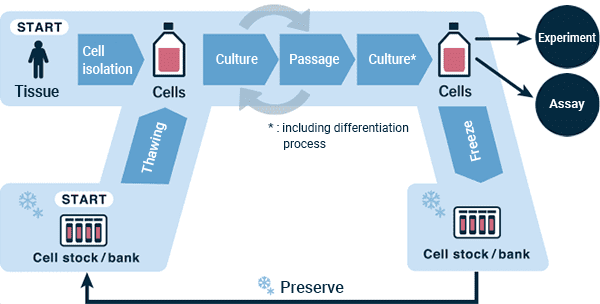 START
Tissue
Cell
isolation
Cells
Culture
Passage
Culture*
Cells
Experiment
Assay
* : including differentiation
process
Thawing
Freeze
START
Cell stock/bank
Cell stock/bank
Preserve